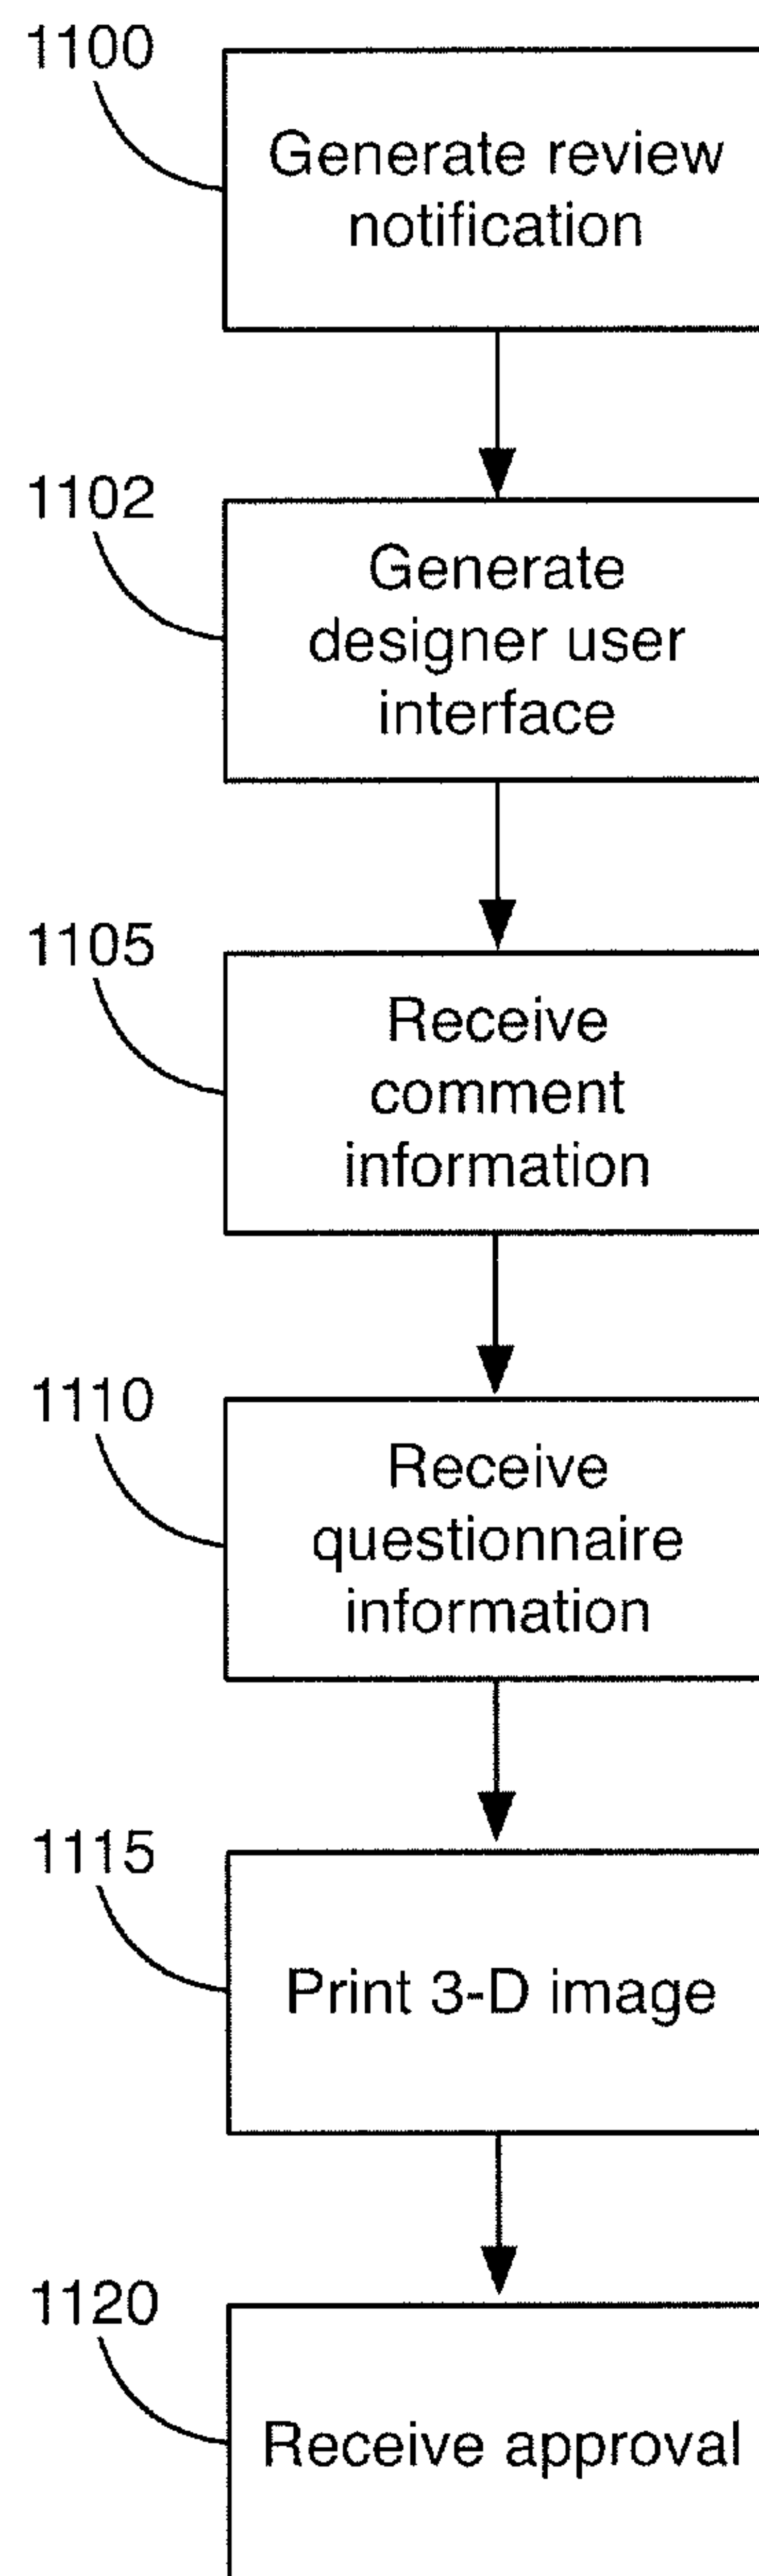 1100
Generate review
notification
1102
Generate
designer user
interface
1105
Receive
comment
information
1110
Receive
questionnaire
information
1115
Print 3-D image
1120
Receive approval